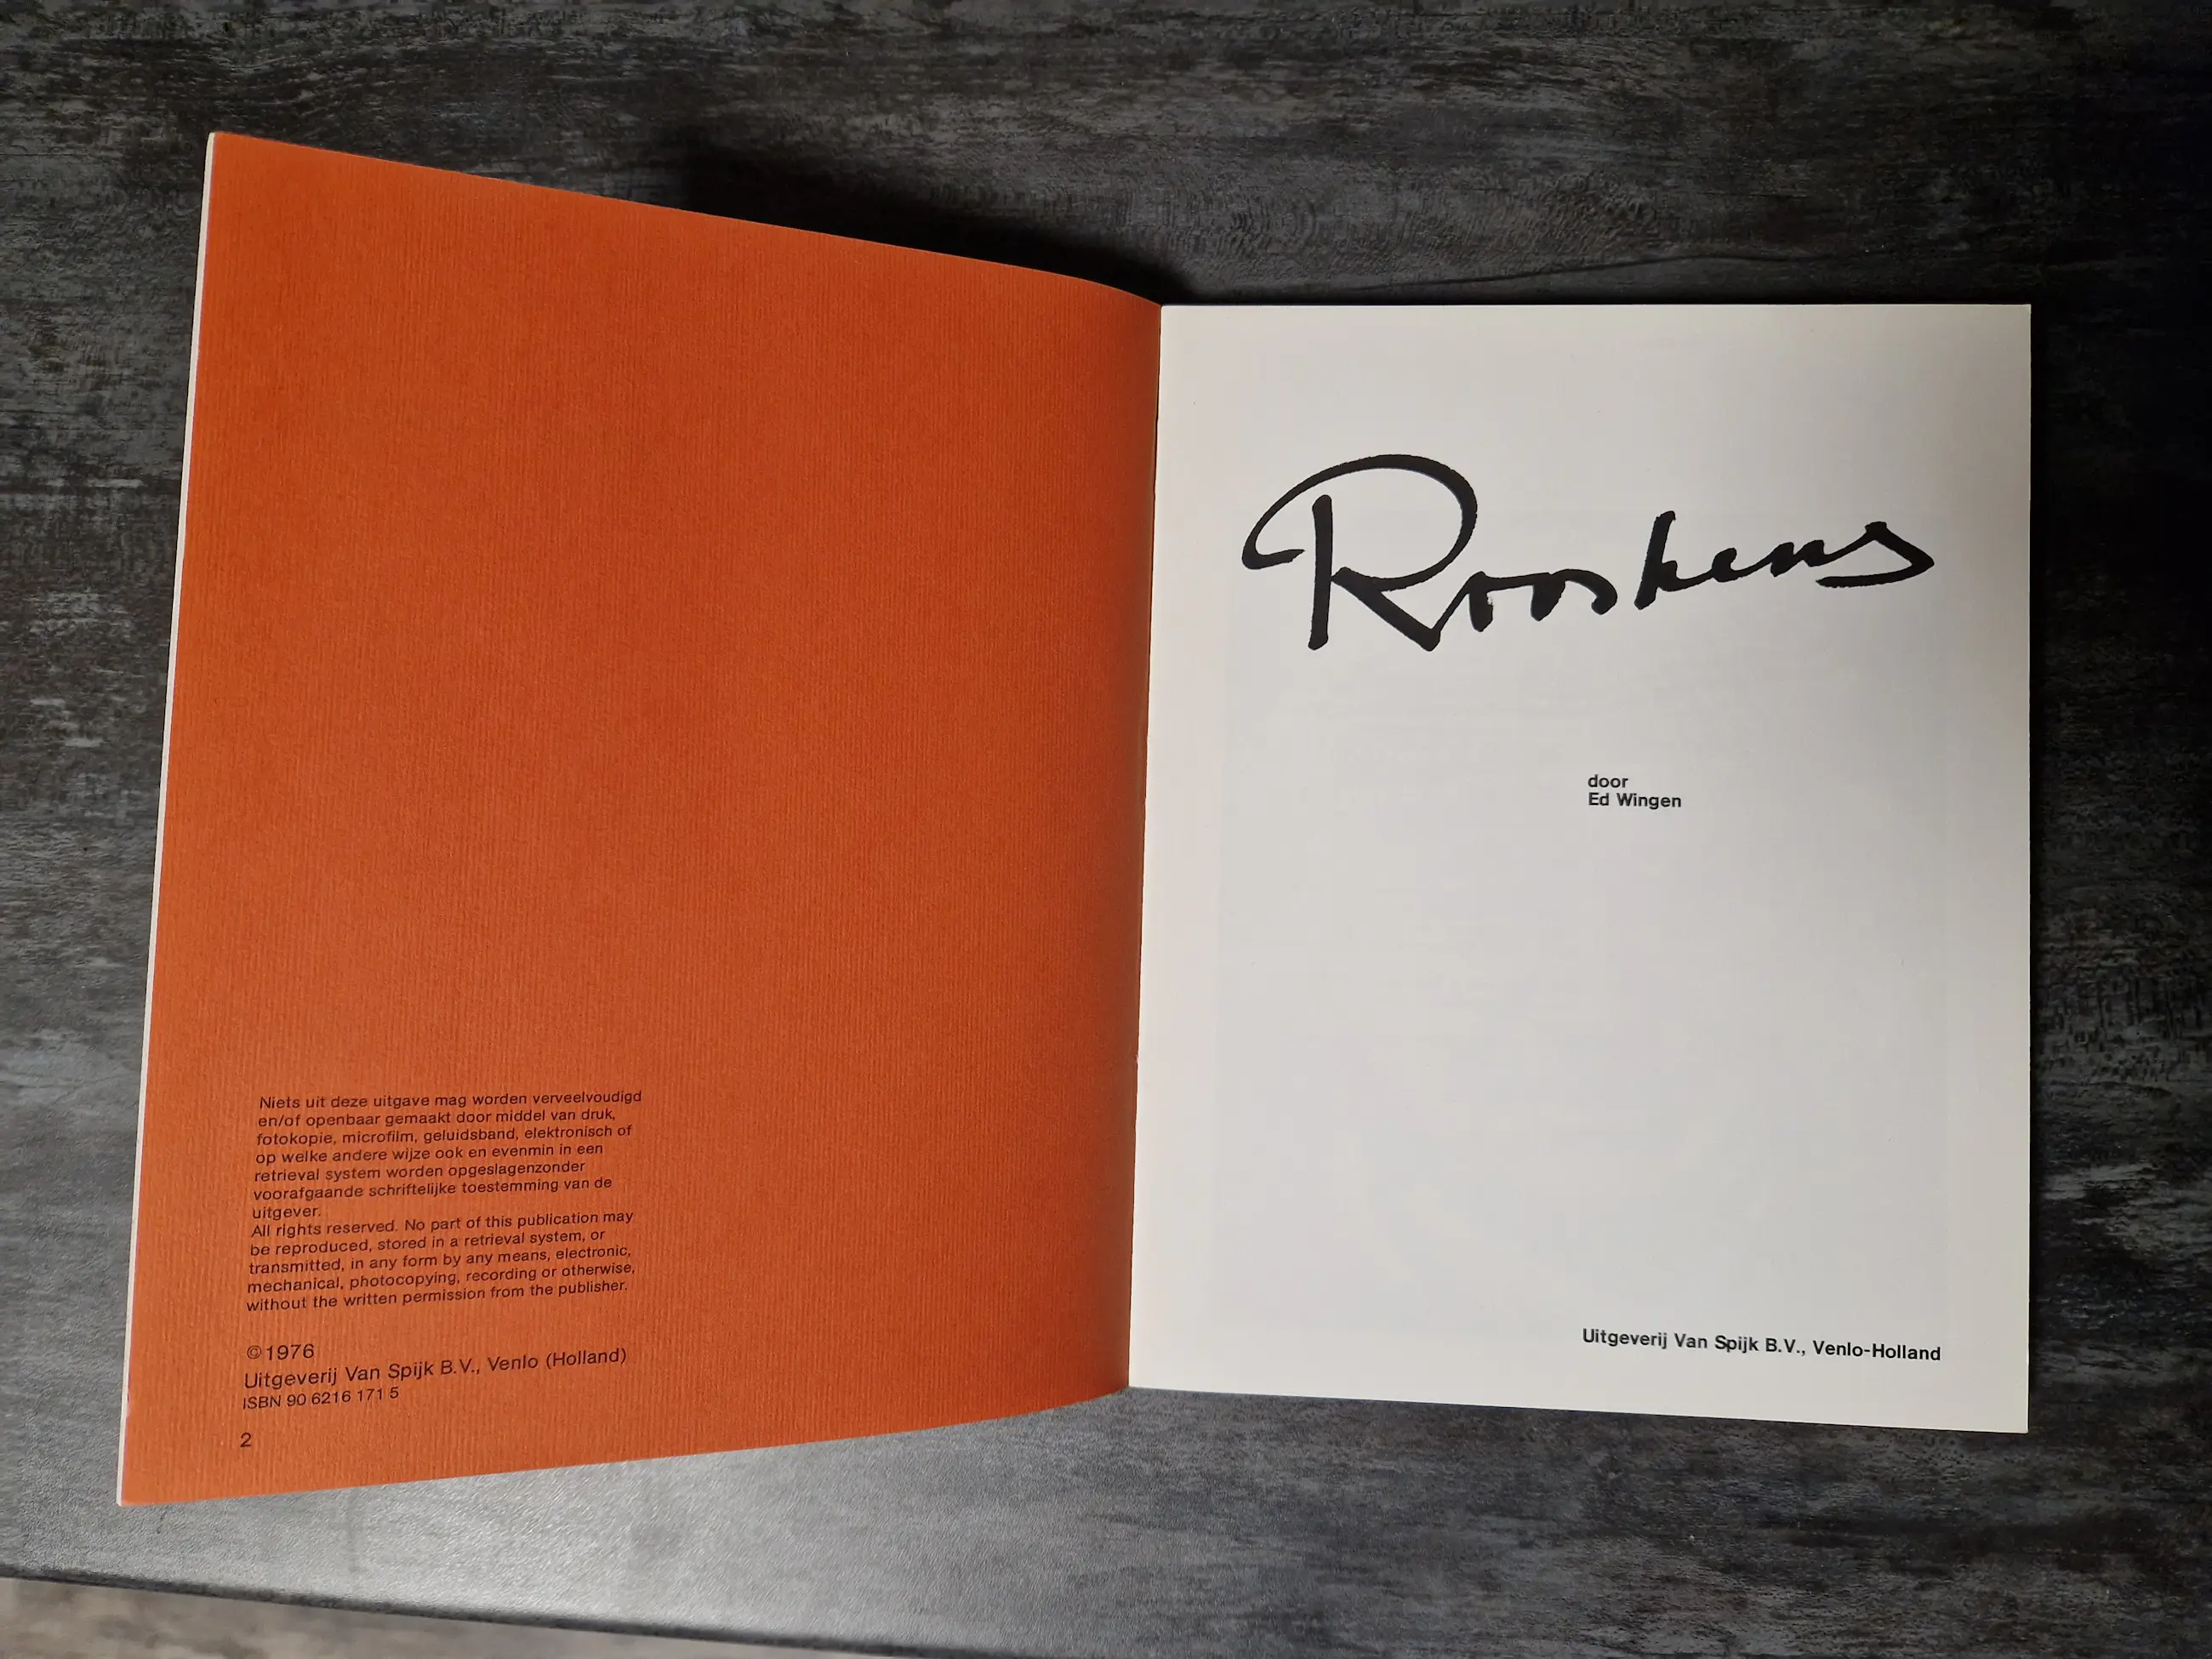 Niets uit deze uitgave mag worden verveelvoudigd
en/of openbaar gemaakt door middel van druk,
fotokopie, microfilm, geluidsband, elektronisch of
op welke andere wijze ook en evenmin in een
retrieval system worden opgeslagenzonder
voorafgaande schriftelijke toestemming van de
uitgever.
All rights reserved. No part of this publication may
be reproduced, stored in a retrieval system, or
transmitted, in any form by any means, electronic,
mechanical, photocopying, recording or otherwise,
without the written permission from the publisher.
©1976
Uitgeverij Van Spijk B.V., Venlo (Holland)
ISBN 90 6216 171 5
2
Rooskens
door
Ed Wingen
Uitgeverij Van Spijk B.V., Venlo-Holland